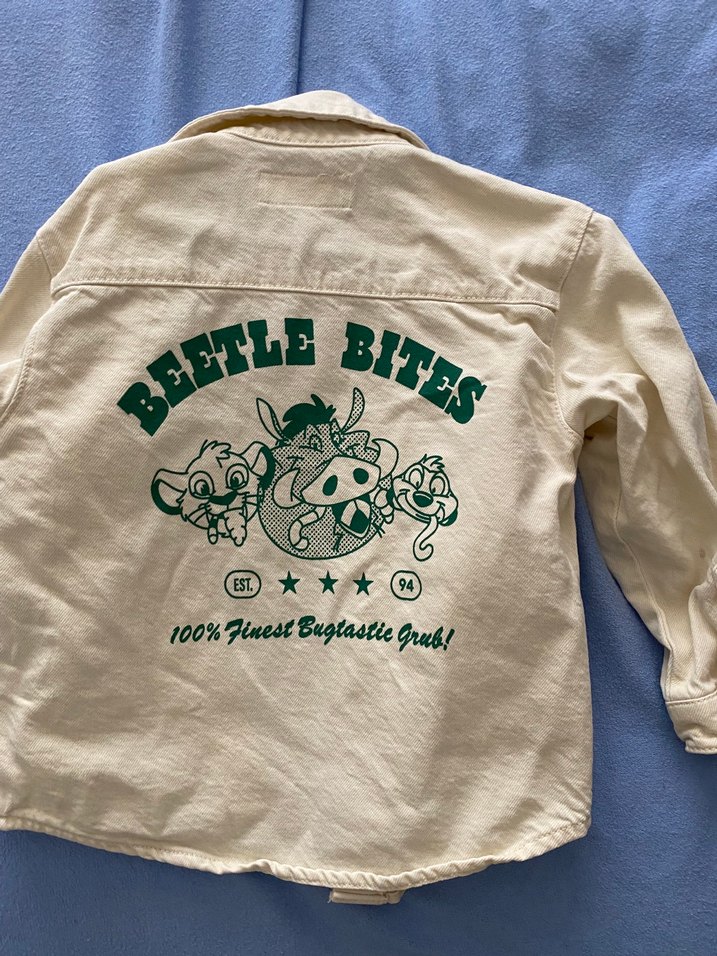 BEETLE BITES
EST. 94
100% Finest Bugtastic Grub!